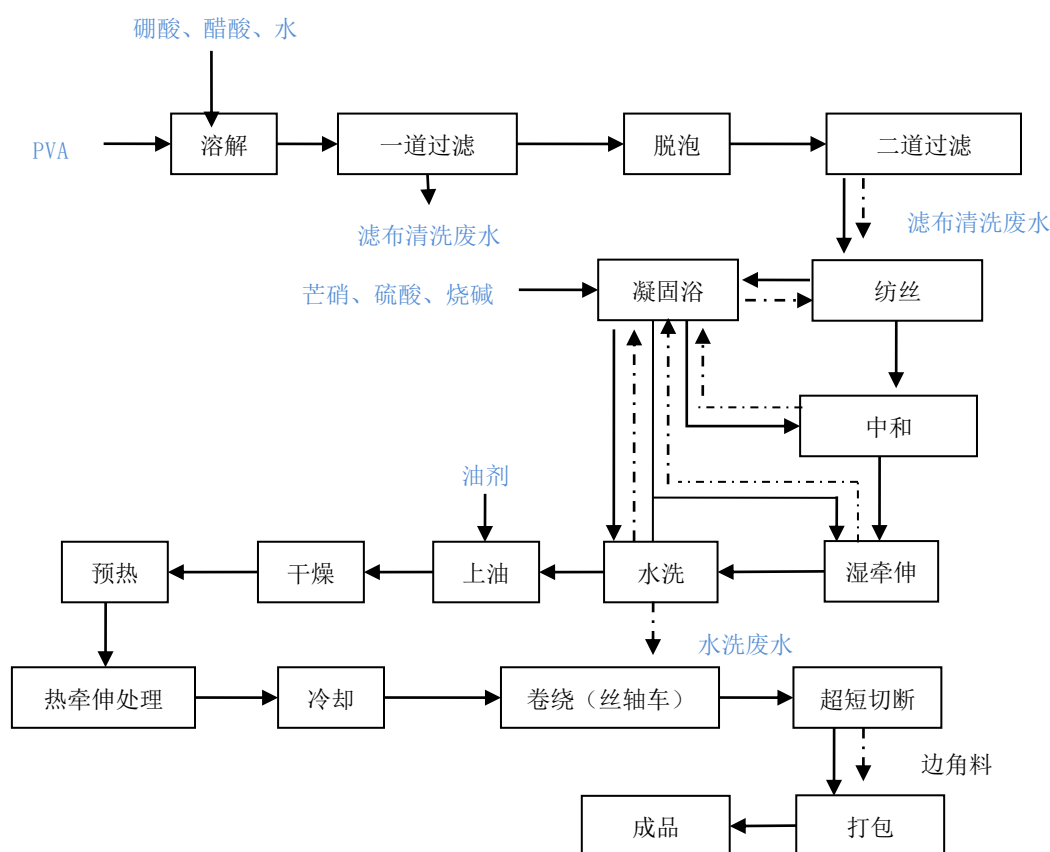 硼酸、醋酸、水
PVA
溶解
一道过滤
脱泡
二道过滤
滤布清洗废水
滤布清洗废水
芒硝、硫酸、烧碱
凝固浴
纺丝
中和
油剂
预热
干燥
上油
水洗
湿牵伸
水洗废水
热牵伸处理
冷却
卷绕（丝轴车）
超短切断
边角料
成品
打包